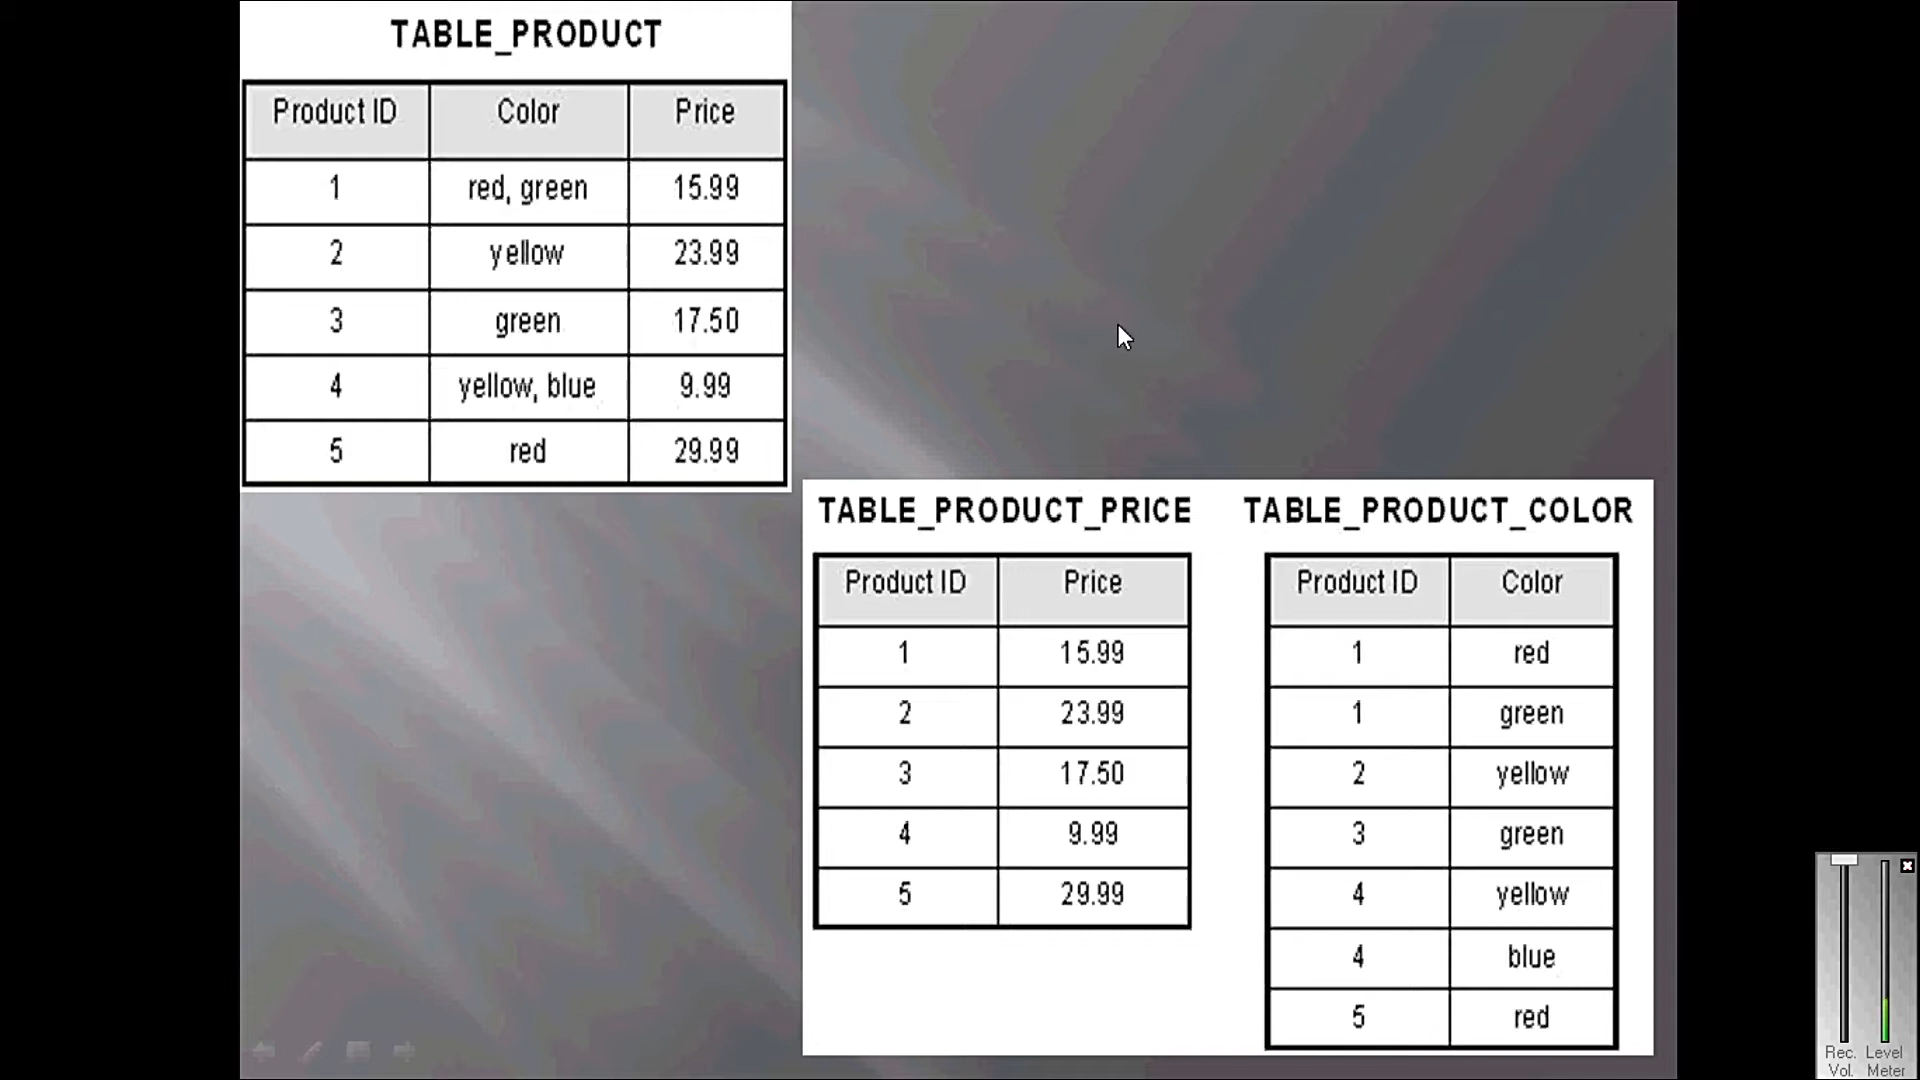 TABLE_PRODUCT
Product ID Color Price
1 red, green 15.99
2 yellow 23.99
3 green 17.50
4 yellow, blue 9.99
5 red 29.99
TABLE_PRODUCT_PRICE
Product ID Price
1 15.99
2 23.99
3 17.50
4 9.99
5 29.99
TABLE_PRODUCT_COLOR
Product ID Color
1 red
1 green
2 yellow
3 green
4 yellow
4 blue
5 red
Rec. Level
Vol. Meter